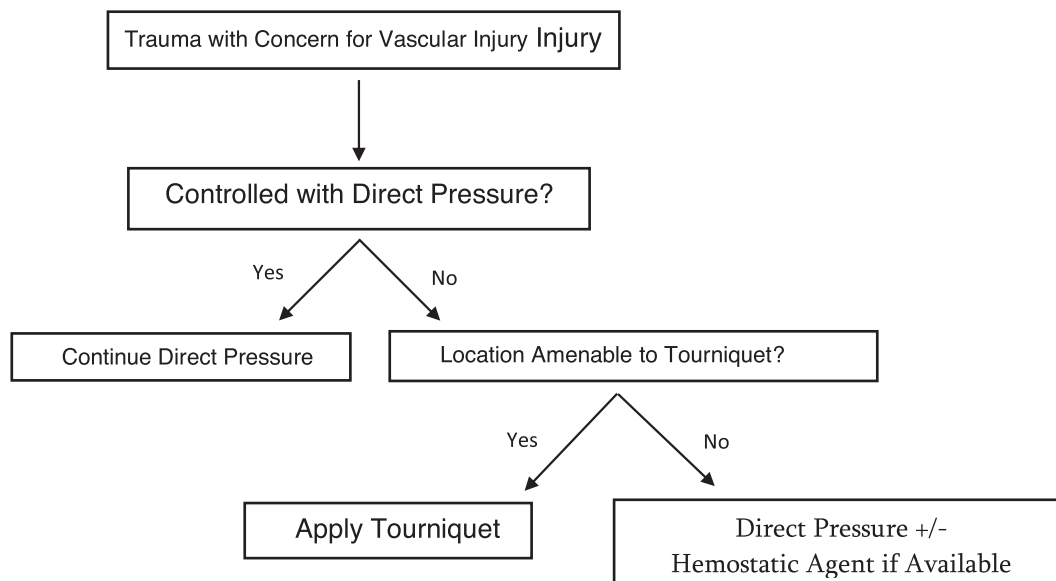 Trauma with Concern for Vascular Injury Injury
Controlled with Direct Pressure?
Yes
No
Continue Direct Pressure
Location Amenable to Tourniquet?
Yes
No
Apply Tourniquet
Direct Pressure +/-
Hemostatic Agent if Available